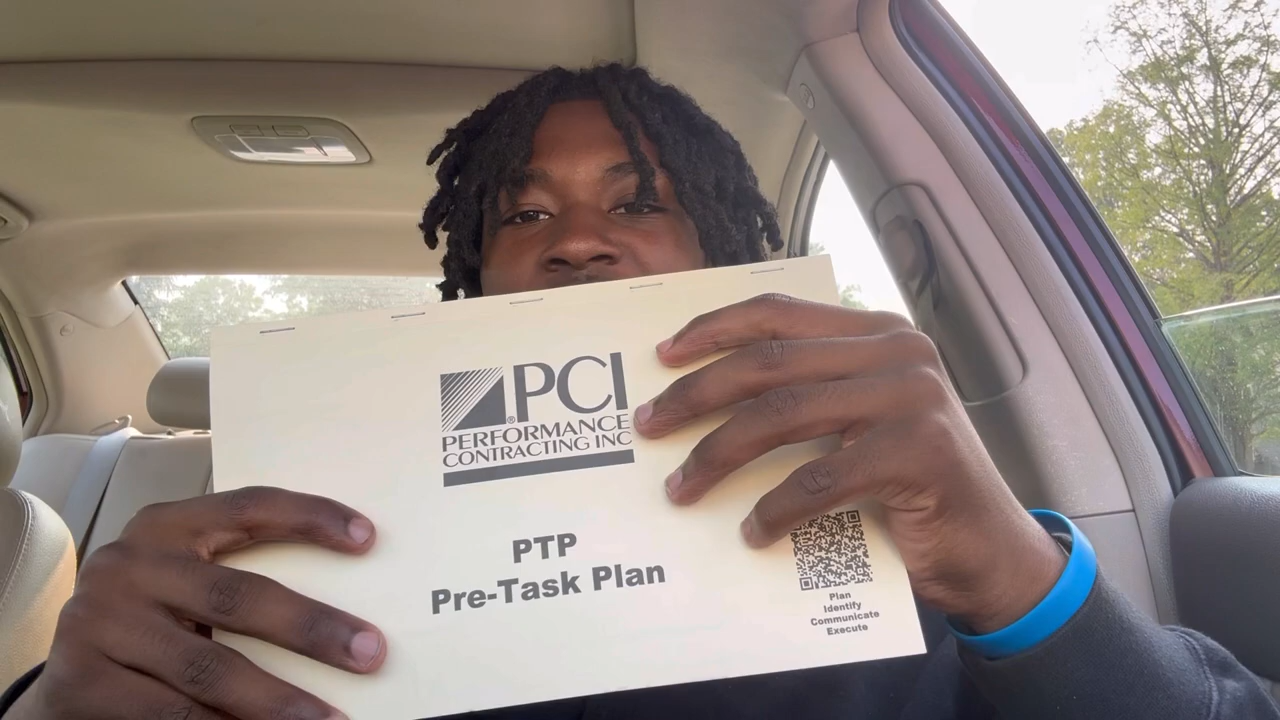 PCI
®
PERFORMANCE
CONTRACTING INC
PTP
Pre-Task Plan
Plan
Identify
Communicate
Execute